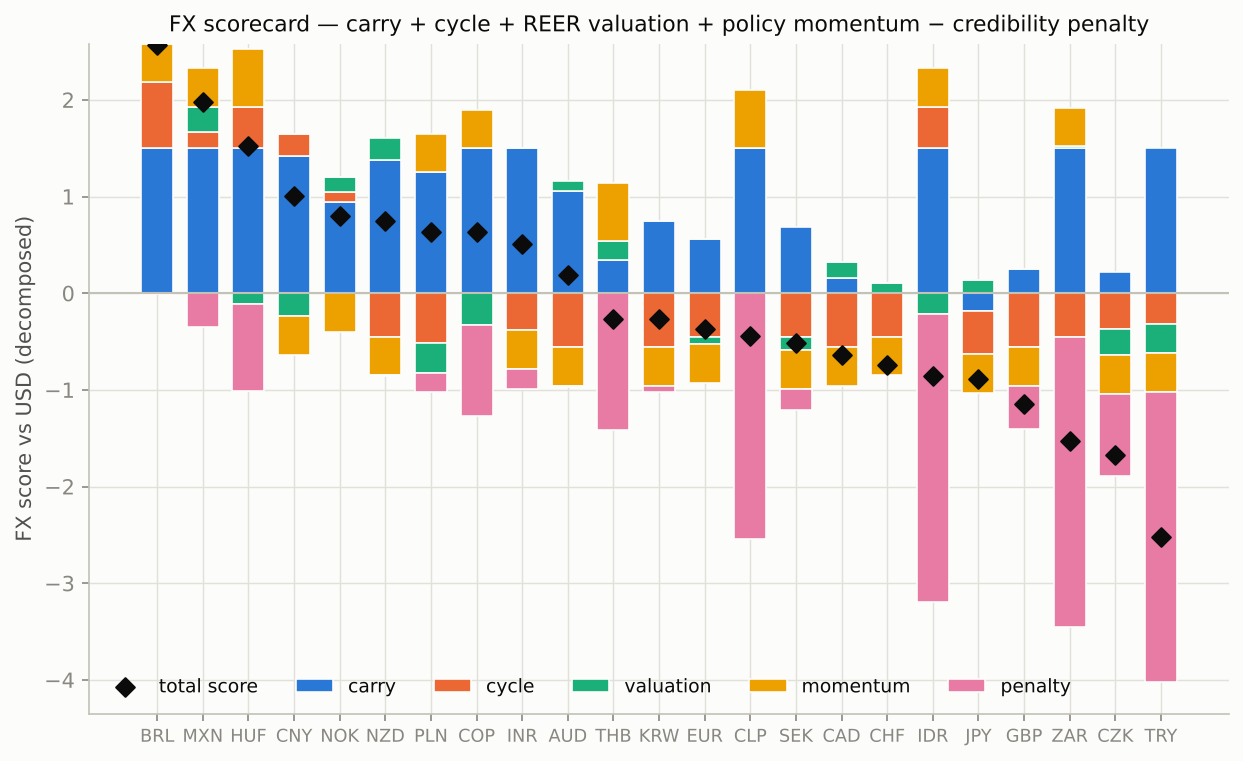 FX scorecard — carry + cycle + REER valuation + policy momentum − credibility penalty
FX score vs USD (decomposed)
2
1
0
−1
−2
−3
−4
total score carry cycle valuation momentum penalty
BRL MXN HUF CNY NOK NZD PLN COP INR AUD THB KRW EUR CLP SEK CAD CHF IDR JPY GBP ZAR CZK TRY